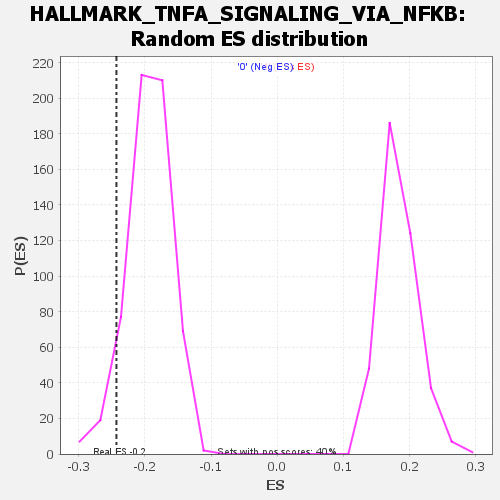 HALLMARK_TNFA_SIGNALING_VIA_NFKB:
Random ES distribution
'0' (Neg ES) ES)
220
200
180
160
140
120
100
80
60
40
20
0
P(ES)
Real ES -0.2
Sets with pos scores: 40%
-0.3 -0.2 -0.1 0.0 0.1 0.2 0.3
ES